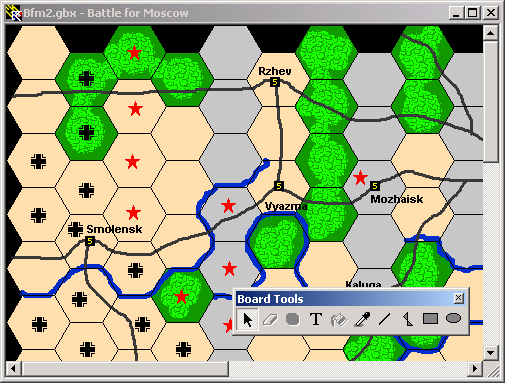 Bfm2.gbx - Battle for Moscow
Rzhev
5
5
5
Mozhaisk
Vyazma
Smolensk
5
Kaluga
Board Tools
T